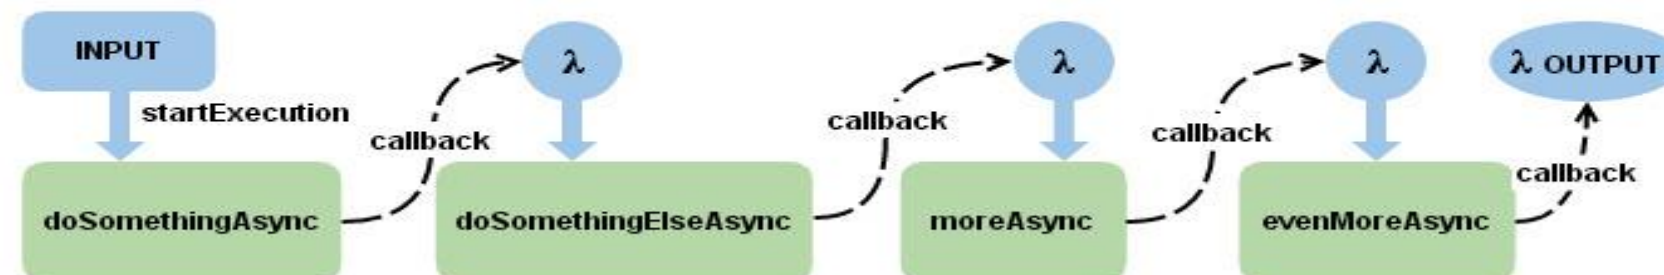 INPUT
startExecution
doSomethingAsync
callback
λ
doSomethingElseAsync
callback
λ
moreAsync
callback
λ
evenMoreAsync
callback
λ OUTPUT